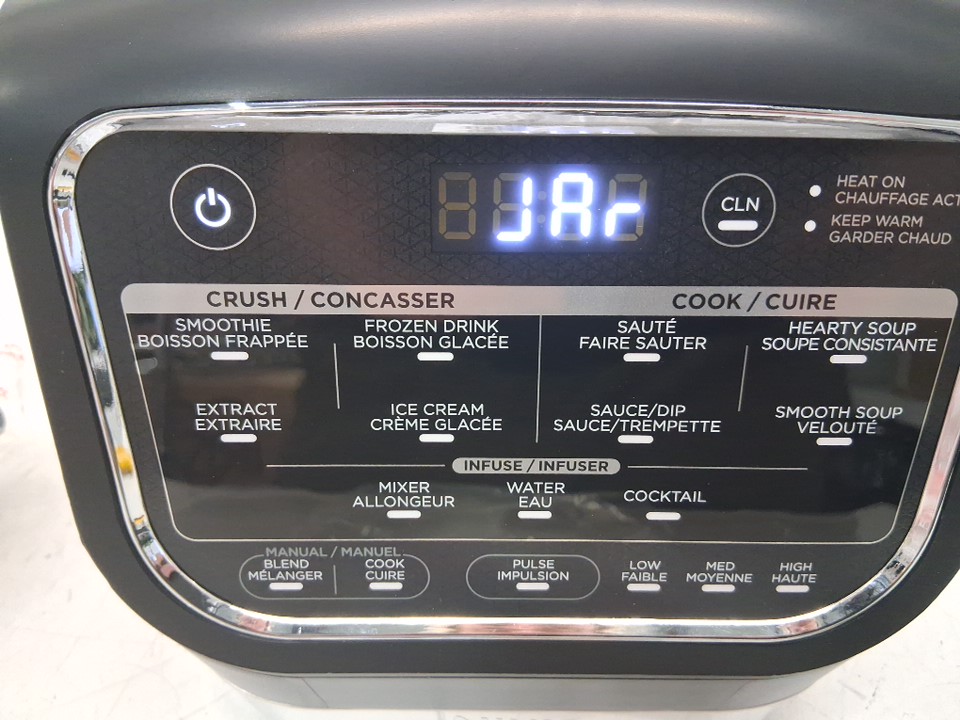 JAr
CLN
HEAT ON
CHAUFFAGE ACT
KEEP WARM
GARDER CHAUD
CRUSH / CONCASSER
COOK / CUIRE
SMOOTHIE
BOISSON FRAPPÉE
FROZEN DRINK
BOISSON GLACÉE
SAUTÉ
FAIRE SAUTER
HEARTY SOUP
SOUPE CONSISTANTE
EXTRACT
EXTRAIRE
ICE CREAM
CRÈME GLACÉE
SAUCE/DIP
SAUCE/TREMPETTE
SMOOTH SOUP
VELOUTÉ
INFUSE / INFUSER
MIXER
ALLONGEUR
WATER
EAU
COCKTAIL
MANUAL / MANUEL
BLEND
MÉLANGER
COOK
CUIRE
PULSE
IMPULSION
LOW
FAIBLE
MED
MOYENNE
HIGH
HAUTE